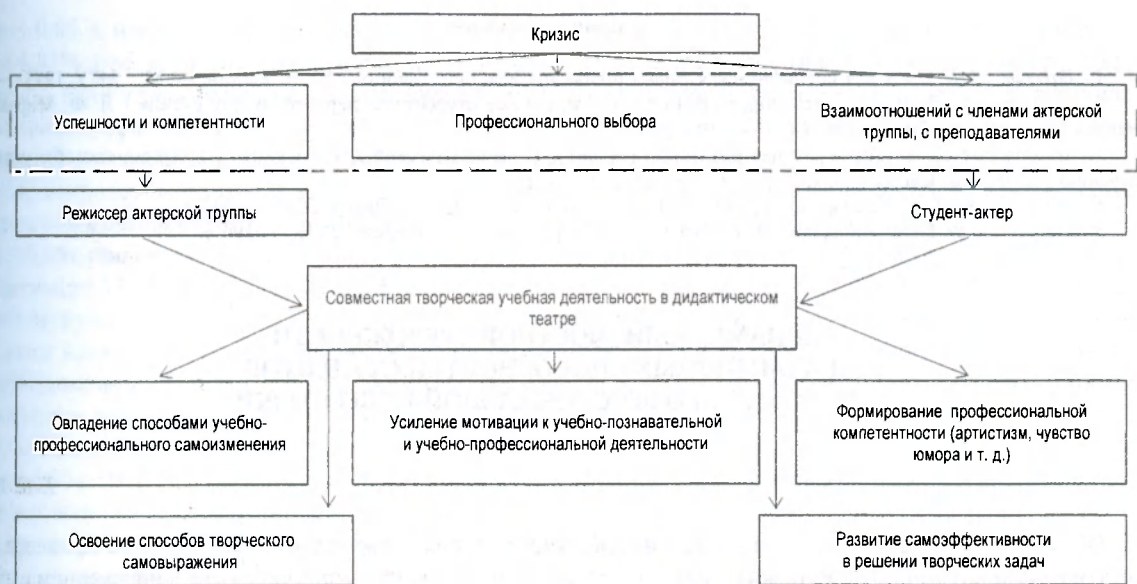 Кризис
Успешности и компетентности
Профессионального выбора
Взаимоотношений с членами актерской
труппы, с преподавателями
Режиссер актерской труппы
Студент-актер
Совместная творческая учебная деятельность в дидактическом
театре
Овладение способами учебно-
профессионального самоизменения
Усиление мотивации к учебно-познавательной
и учебно-профессиональной деятельности
Формирование профессиональной
компетентности (артистизм, чувство
юмора и т. д.)
Освоение способов творческого
самовыражения
Развитие самоэффективности
в решении творческих задач